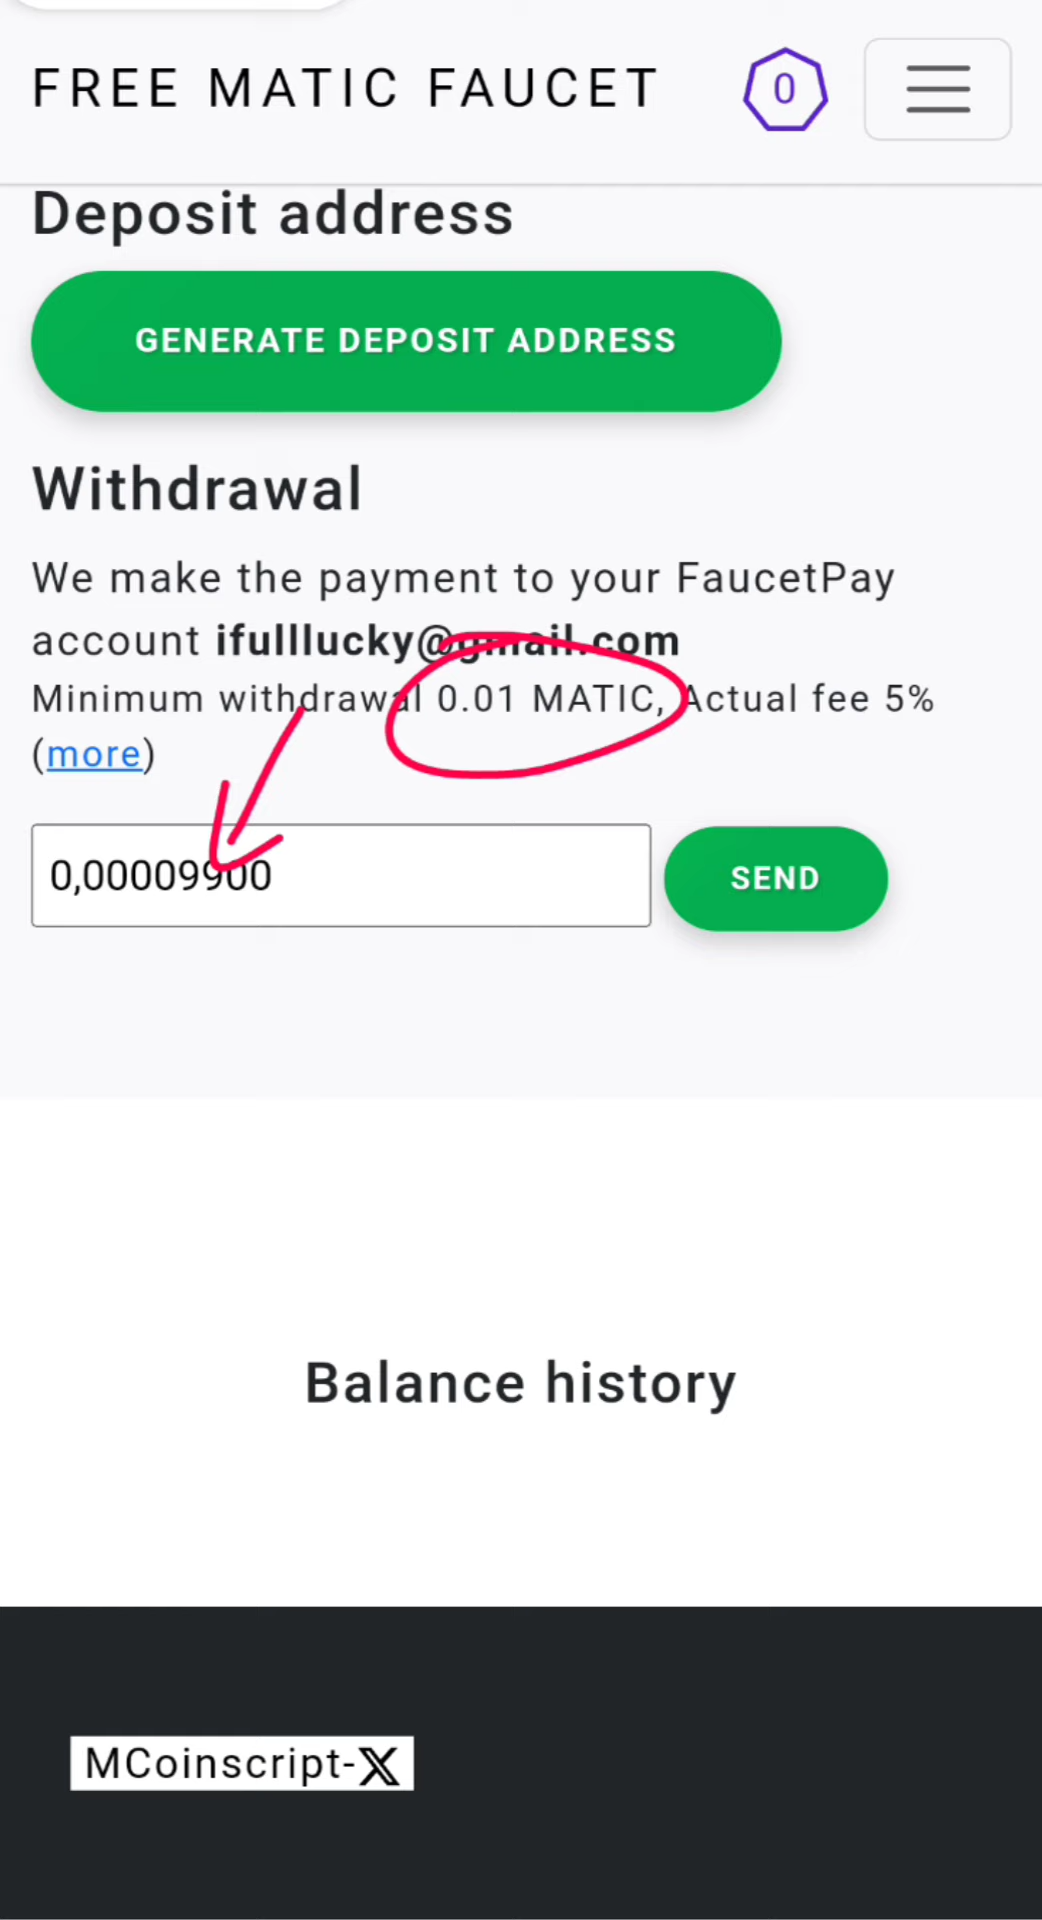 FREE MATIC FAUCET
0
Deposit address
GENERATE DEPOSIT ADDRESS
Withdrawal
We make the payment to your FaucetPay
account ifulllucky@gmail.com
Minimum withdrawal 0.01 MATIC, Actual fee 5%
(more)
0,00009900
SEND
Balance history
MCoinscript-X